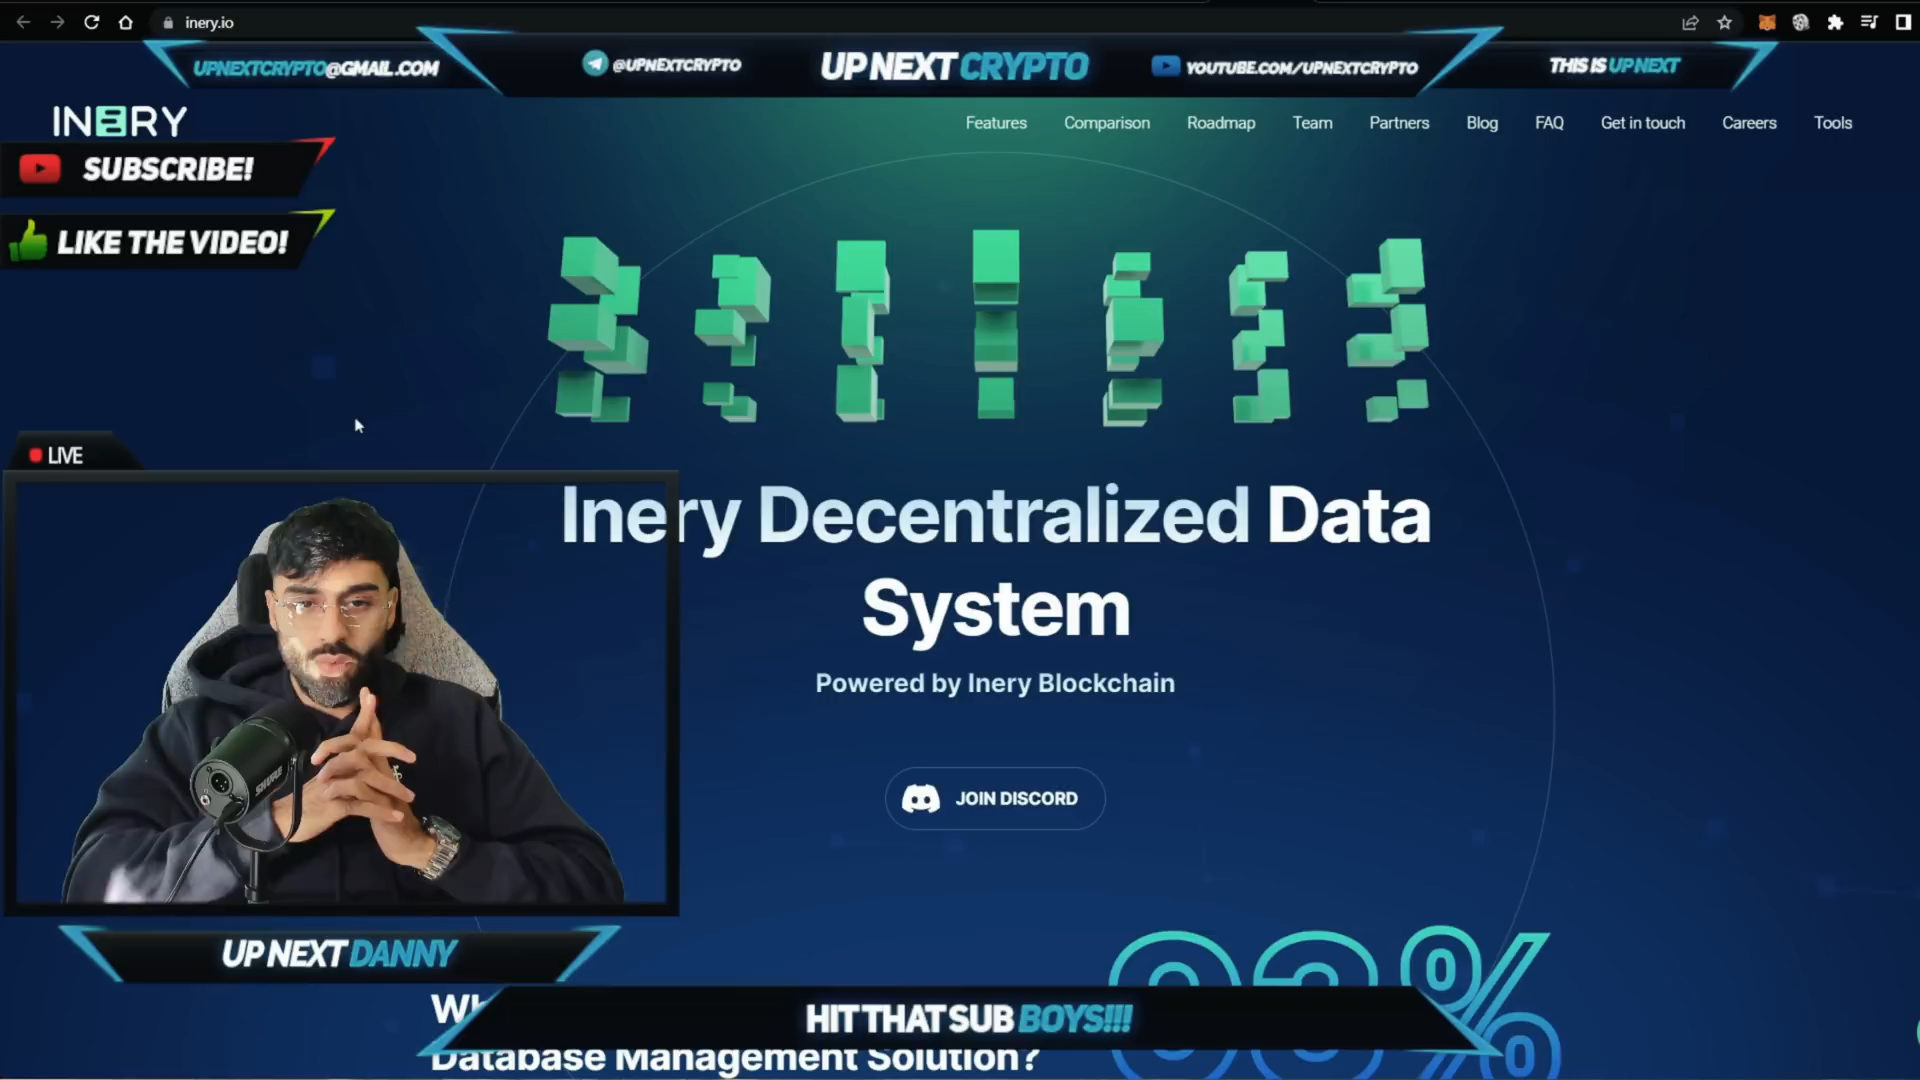 inery.io
UPNEXTCRYPTO@GMAIL.COM
@UPNEXTCRYPTO
UP NEXT CRYPTO
YOUTUBE.COM/UPNEXTCRYPTO
THIS IS UP NEXT
INERY
Features
Comparison
Roadmap
Team
Partners
Blog
FAQ
Get in touch
Careers
Tools
SUBSCRIBE!
LIKE THE VIDEO!
LIVE
Inery Decentralized Data
System
Powered by Inery Blockchain
JOIN DISCORD
SHURE
UP NEXT DANNY
HIT THAT SUB BOYS!!!
Database Management Solution?